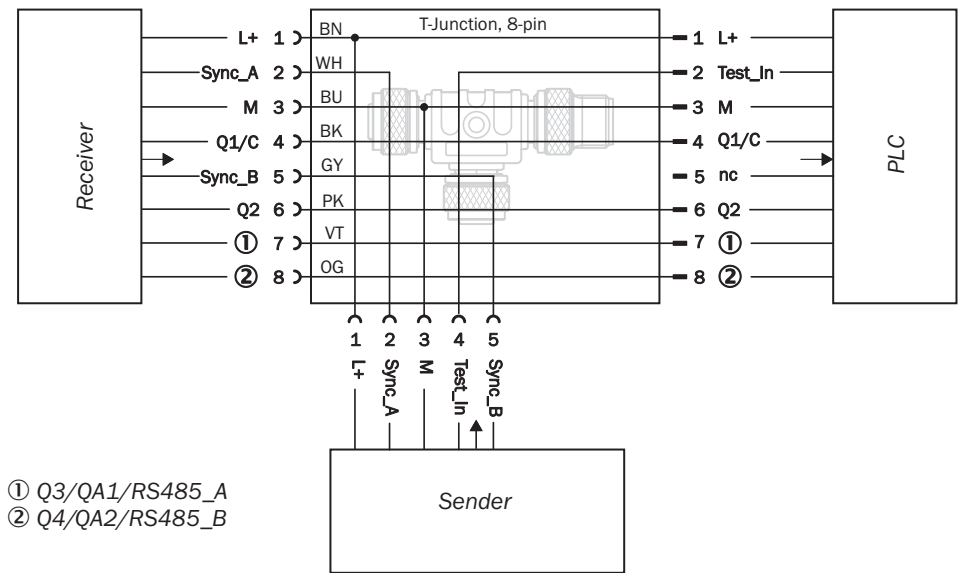 T-Junction, 8-pin
L+ 1 BN 1 L+
Sync_A 2 WH 2 Test_In
M 3 BU 3 M
Q1/C 4 BK 4 Q1/C
Sync_B 5 GY 5 nc
Q2 6 PK 6 Q2
① 7 VT 7 ①
② 8 OG 8 ②
Receiver
PLC
1 2 3 4 5
L+ Sync_A M Test_In Sync_B
Sender
① Q3/QA1/RS485_A
② Q4/QA2/RS485_B